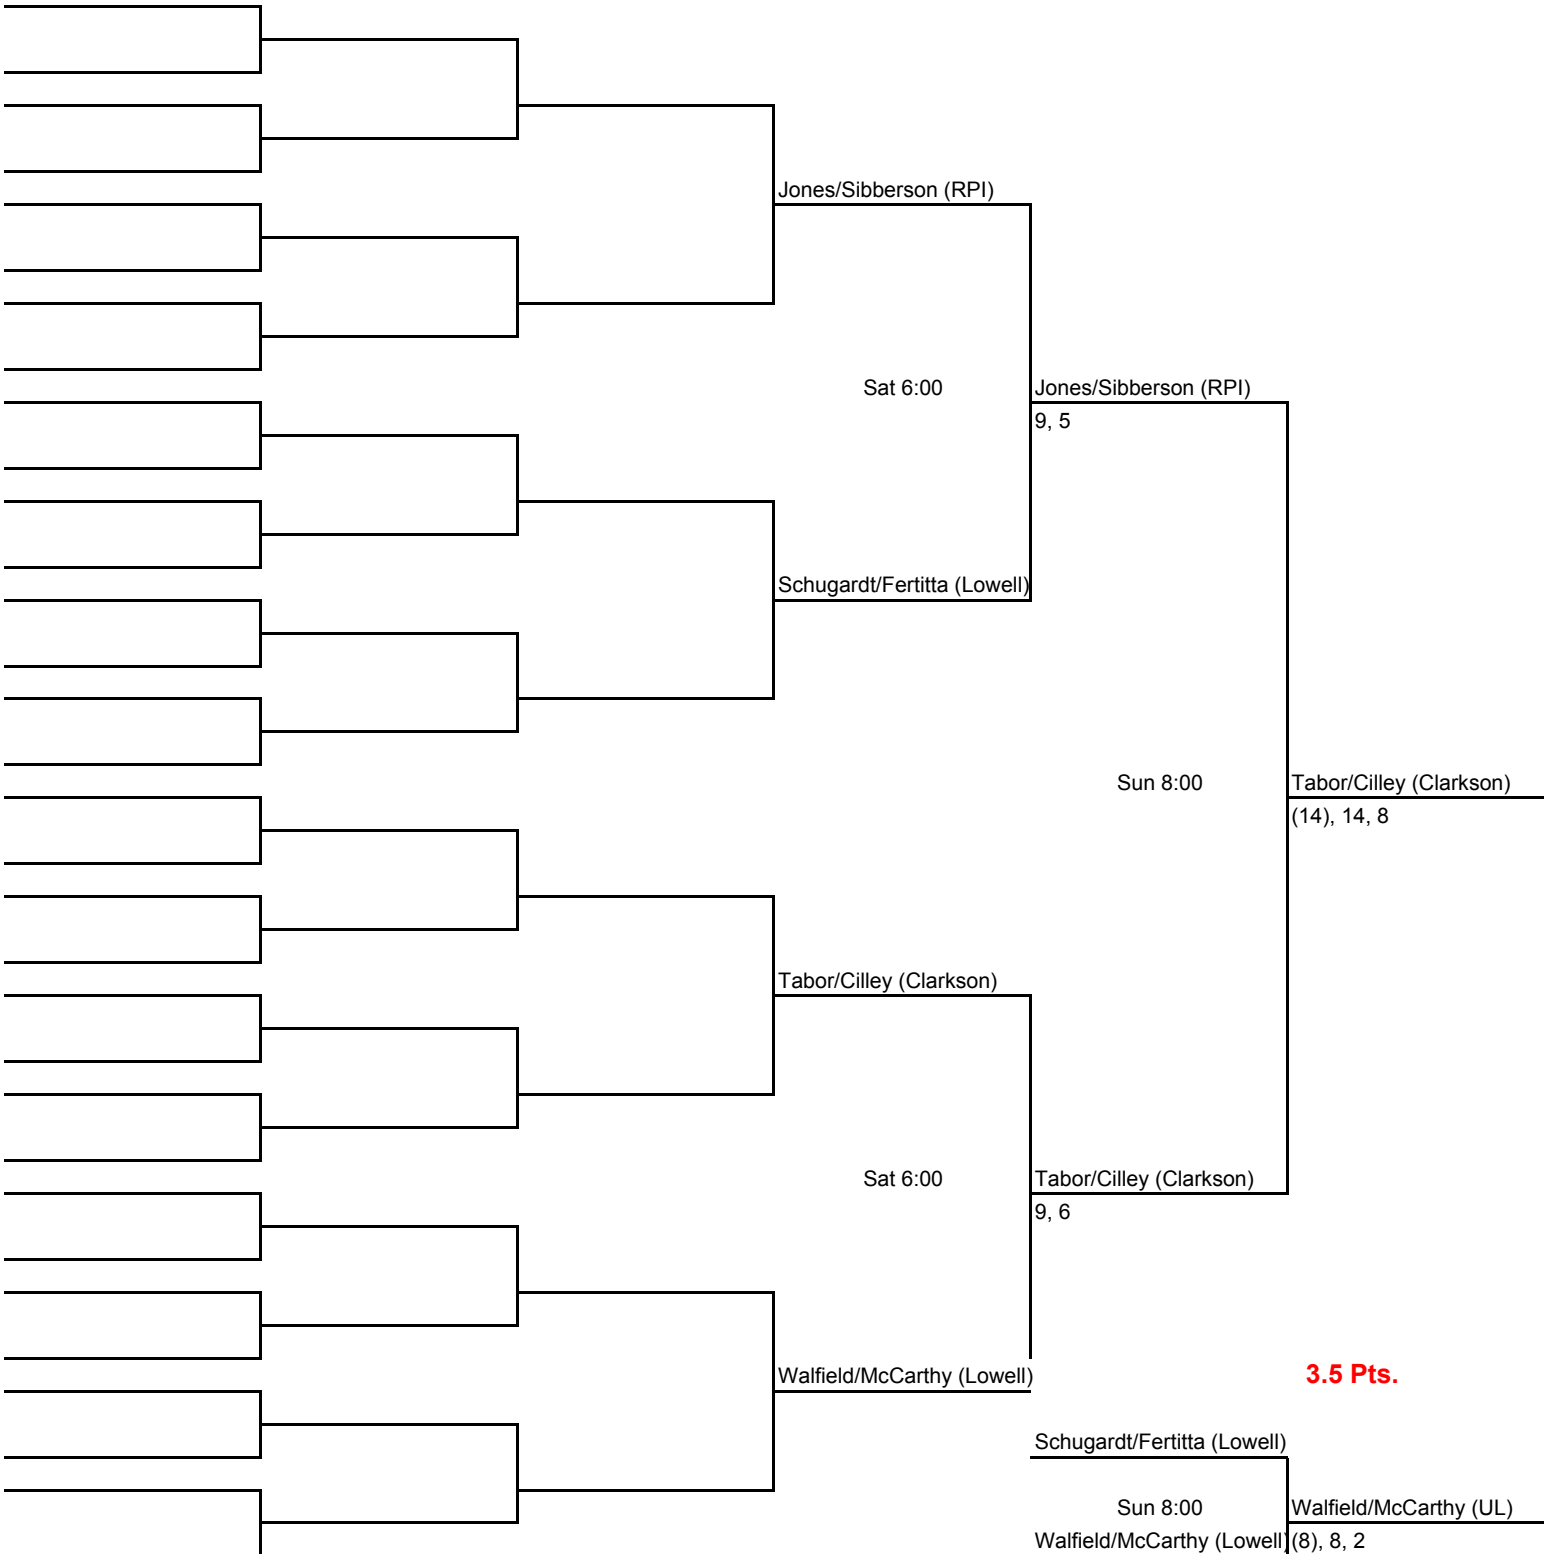 Jones/Sibberson (RPI)
Sat 6:00
Jones/Sibberson (RPI)
9, 5
Schugardt/Fertitta (Lowell)
Sun 8:00
Tabor/Cilley (Clarkson)
(14), 14, 8
Tabor/Cilley (Clarkson)
Sat 6:00
Tabor/Cilley (Clarkson)
9, 6
Walfield/McCarthy (Lowell)
3.5 Pts.
Schugardt/Fertitta (Lowell)
Sun 8:00
Walfield/McCarthy (UL)
Walfield/McCarthy (Lowell)
(8), 8, 2